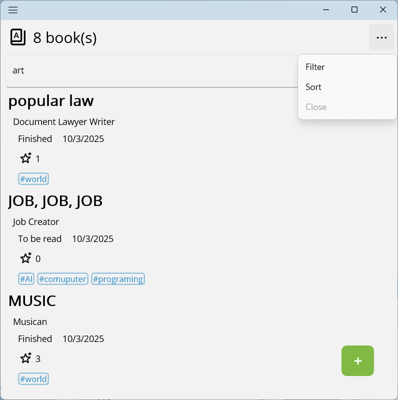 8 book(s)
...
art
Filter
Sort
Close
popular law
Document Lawyer Writer
Finished 10/3/2025
1
#world
JOB, JOB, JOB
Job Creator
To be read 10/3/2025
0
#AI #comuputer #programing
MUSIC
Musican
Finished 10/3/2025
3
#world
+